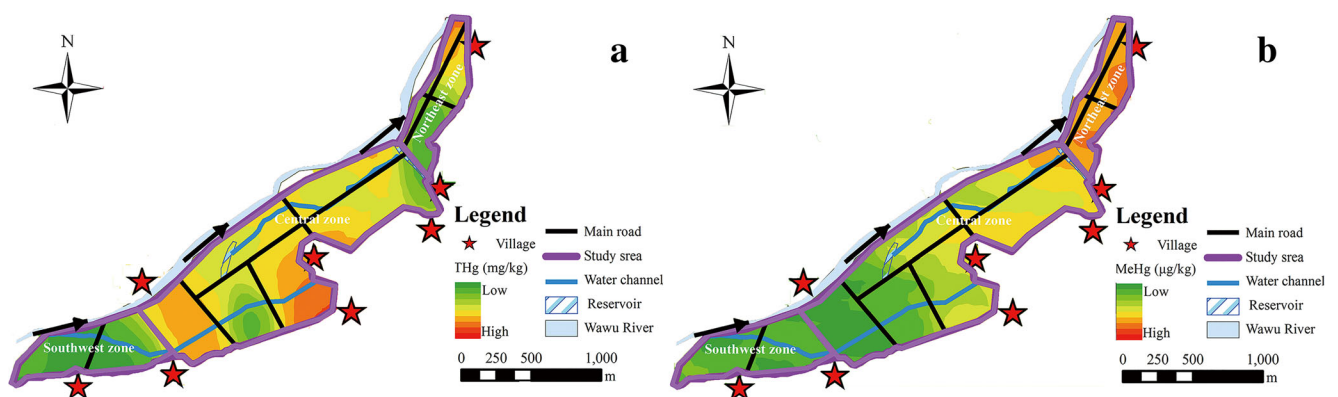 N
a
Northeast zone
Central zone
Southwest zone
Legend
Village
THg (mg/kg)
Low
High
Main road
Study srea
Water channel
Reservoir
Wawu River
0 250 500 1,000
m
N
b
Northeast zone
Central zone
Southwest zone
Legend
Village
MeHg (μg/kg)
Low
High
Main road
Study srea
Water channel
Reservoir
Wawu River
0 250 500 1,000
m